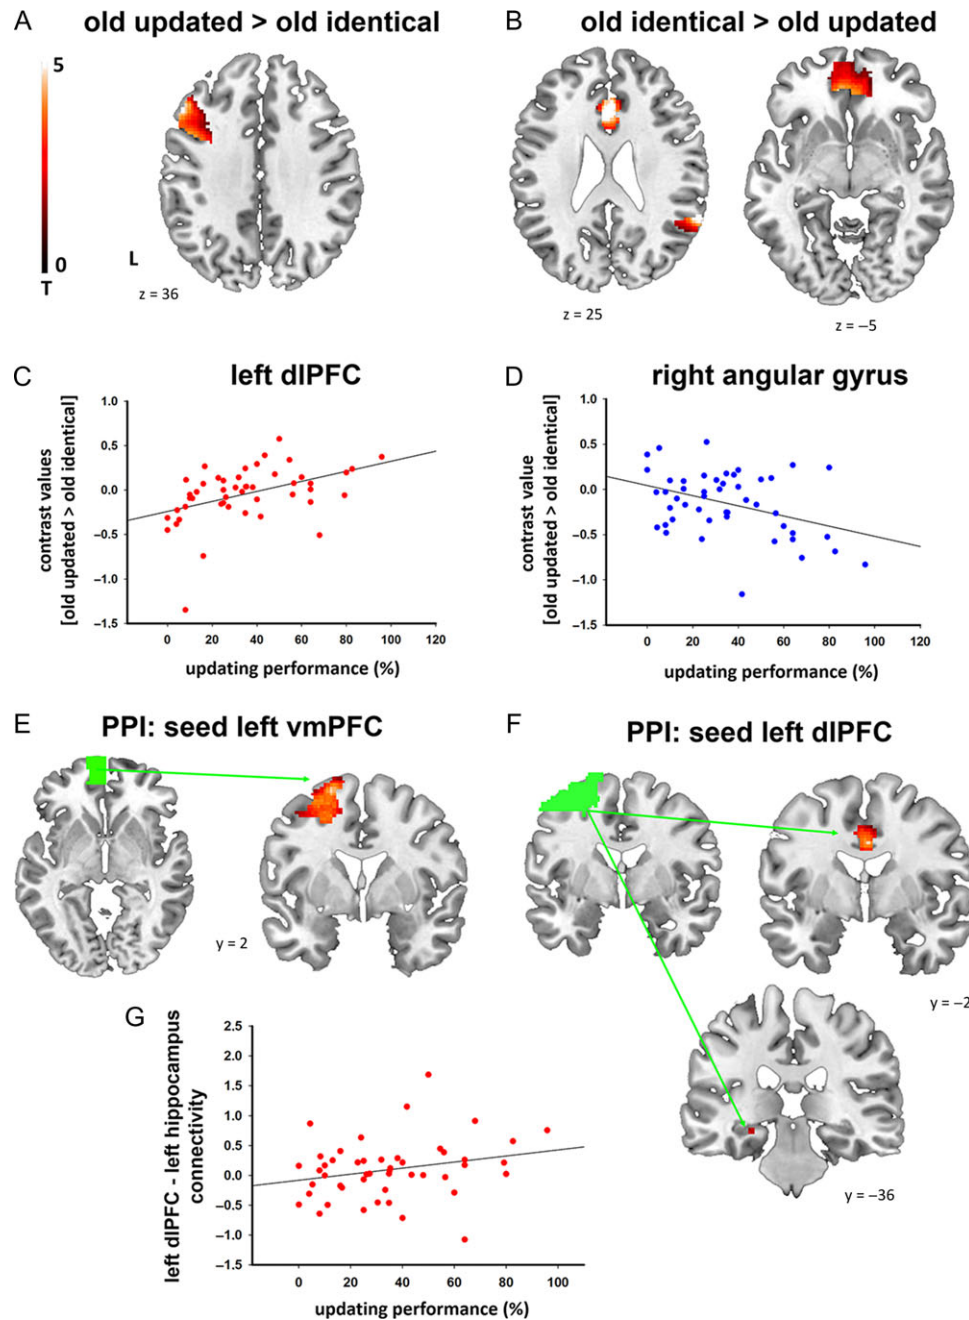 A old updated > old identical
B old identical > old updated
5
0
T
L
z = 36
z = 25
z = −5
C left dlPFC
1.0
0.5
0.0
−0.5
−1.0
−1.5
contrast values
[old updated > old identical]
0 20 40 60 80 100 120
updating performance (%)
D right angular gyrus
1.0
0.5
0.0
−0.5
−1.0
−1.5
contrast value
[old updated > old identical]
0 20 40 60 80 100 120
updating performance (%)
E PPI: seed left vmPFC
y = 2
F PPI: seed left dlPFC
y = −2
y = −36
G
2.5
2.0
1.5
1.0
0.5
0.0
−0.5
−1.0
−1.5
left dlPFC - left hippocampus
connectivity
0 20 40 60 80 100
updating performance (%)